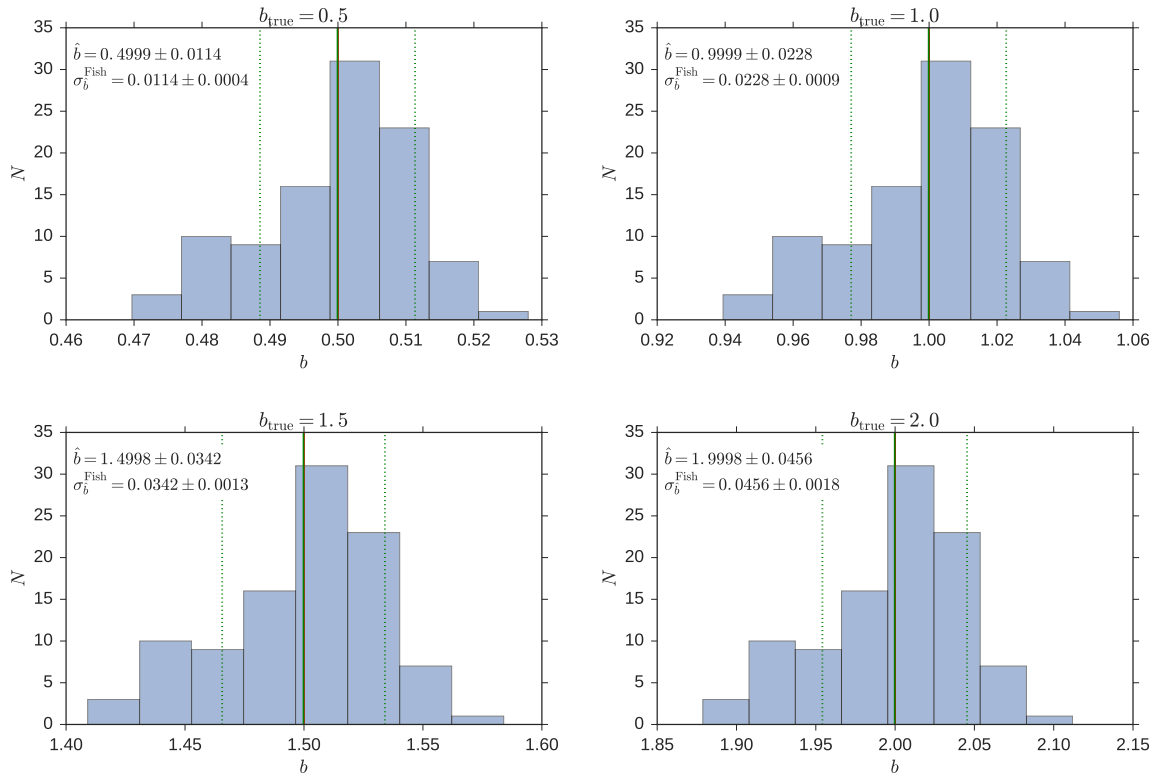 b_true = 0.5
b̂ = 0.4999 ± 0.0114
σ_b̂^Fish = 0.0114 ± 0.0004
35
30
25
20
15
10
5
0
N
0.46 0.47 0.48 0.49 0.50 0.51 0.52 0.53
b
b_true = 1.0
b̂ = 0.9999 ± 0.0228
σ_b̂^Fish = 0.0228 ± 0.0009
35
30
25
20
15
10
5
0
N
0.92 0.94 0.96 0.98 1.00 1.02 1.04 1.06
b
b_true = 1.5
b̂ = 1.4998 ± 0.0342
σ_b̂^Fish = 0.0342 ± 0.0013
35
30
25
20
15
10
5
0
N
1.40 1.45 1.50 1.55 1.60
b
b_true = 2.0
b̂ = 1.9998 ± 0.0456
σ_b̂^Fish = 0.0456 ± 0.0018
35
30
25
20
15
10
5
0
N
1.85 1.90 1.95 2.00 2.05 2.10 2.15
b